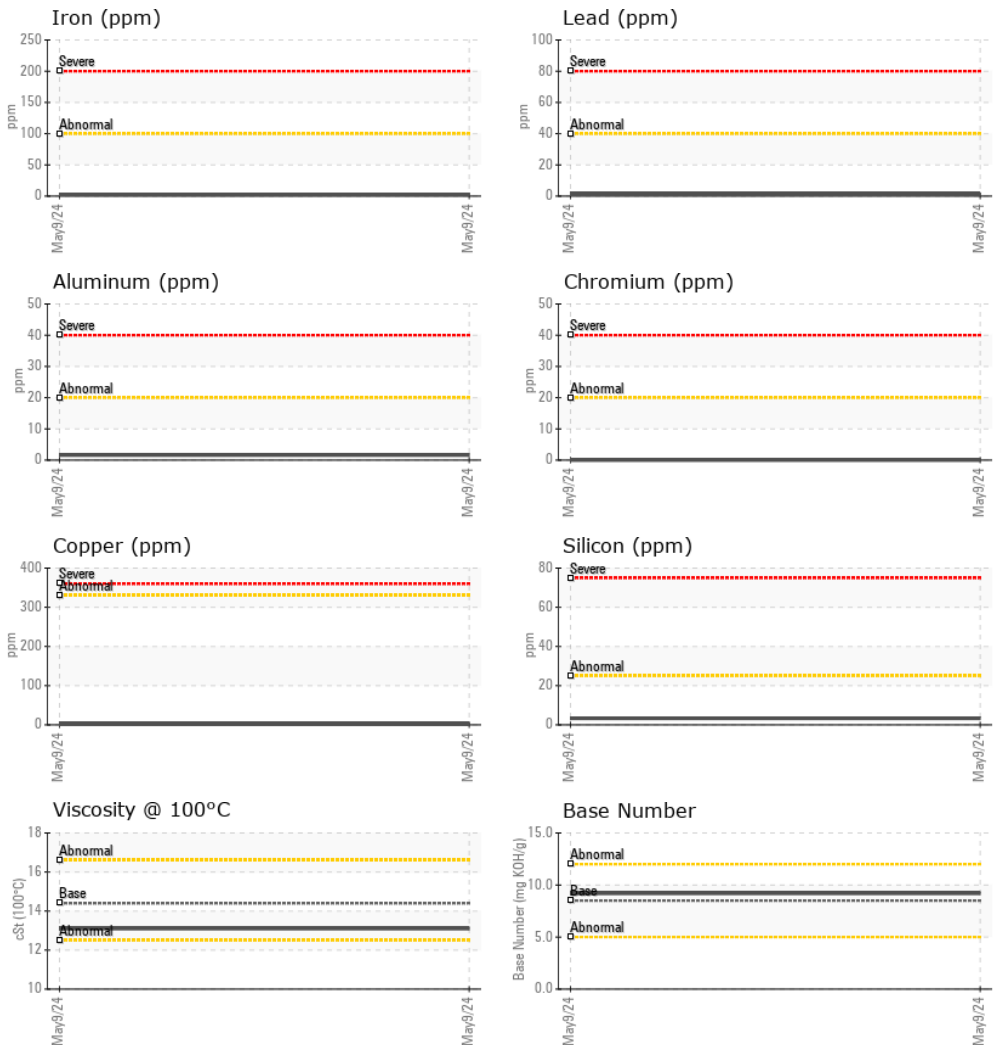 Iron (ppm)
250
200
150
100
50
0
ppm
Severe
Abnormal
May9/24
May9/24
Lead (ppm)
100
80
60
40
20
0
ppm
Severe
Abnormal
May9/24
May9/24
Aluminum (ppm)
50
40
30
20
10
0
ppm
Severe
Abnormal
May9/24
May9/24
Chromium (ppm)
50
40
30
20
10
0
ppm
Severe
Abnormal
May9/24
May9/24
Copper (ppm)
400
300
200
100
0
ppm
Severe
Abnormal
May9/24
May9/24
Silicon (ppm)
80
60
40
20
0
ppm
Severe
Abnormal
May9/24
May9/24
Viscosity @ 100°C
18
16
14
12
10
cSt (100°C)
Abnormal
Base
Abnormal
May9/24
May9/24
Base Number
15.0
10.0
5.0
0.0
Base Number (mg KOH/g)
Abnormal
Base
Abnormal
May9/24
May9/24